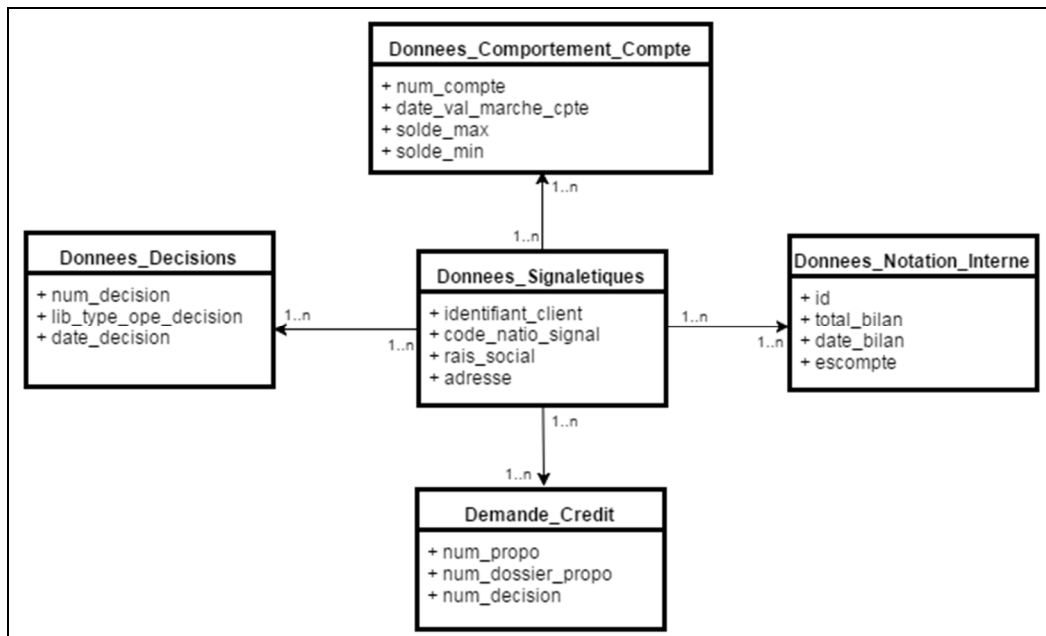 Donnees_Comportement_Compte
+ num_compte
+ date_val_marche_cpte
+ solde_max
+ solde_min
1..n
1..n
Donnees_Decisions
+ num_decision
+ lib_type_ope_decision
+ date_decision
1..n
1..n
Donnees_Signaletiques
+ identifiant_client
+ code_natio_signal
+ rais_social
+ adresse
1..n
1..n
Donnees_Notation_Interne
+ id
+ total_bilan
+ date_bilan
+ escompte
1..n
1..n
Demande_Credit
+ num_propo
+ num_dossier_propo
+ num_decision